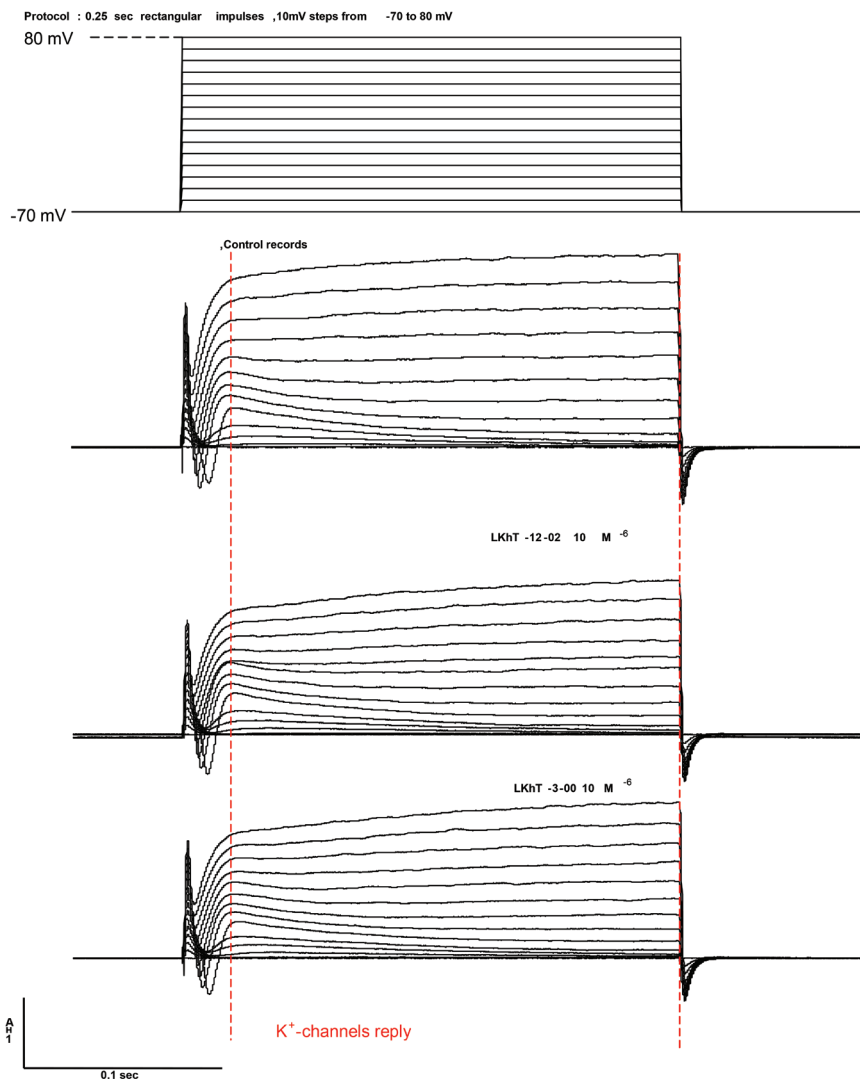 Protocol : 0.25 sec rectangular impulses ,10mV steps from -70 to 80 mV
80 mV
-70 mV
,Control records
LKhT -12-02 10 M -6
LKhT -3-00 10 M -6
K+-channels reply
1 H A
0.1 sec